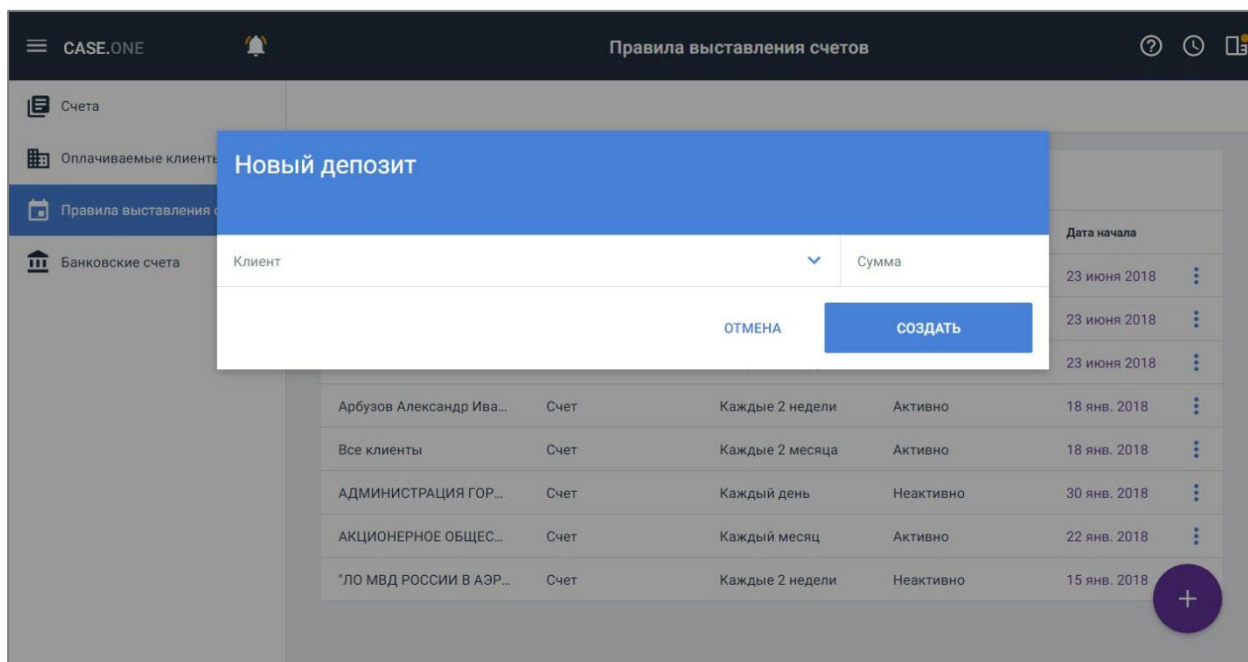 CASE.ONE Правила выставления счетов
Счета
Оплачиваемые клиенты
Правила выставления с
Банковские счета
Новый депозит
Клиент Сумма
ОТМЕНА СОЗДАТЬ
Дата начала
23 июня 2018
23 июня 2018
23 июня 2018
Арбузов Александр Ива... Счет Каждые 2 недели Активно 18 янв. 2018
Все клиенты Счет Каждые 2 месяца Активно 18 янв. 2018
АДМИНИСТРАЦИЯ ГОР... Счет Каждый день Неактивно 30 янв. 2018
АКЦИОНЕРНОЕ ОБЩЕС... Счет Каждый месяц Активно 22 янв. 2018
"ЛО МВД РОССИИ В АЭР... Счет Каждые 2 недели Неактивно 15 янв. 2018